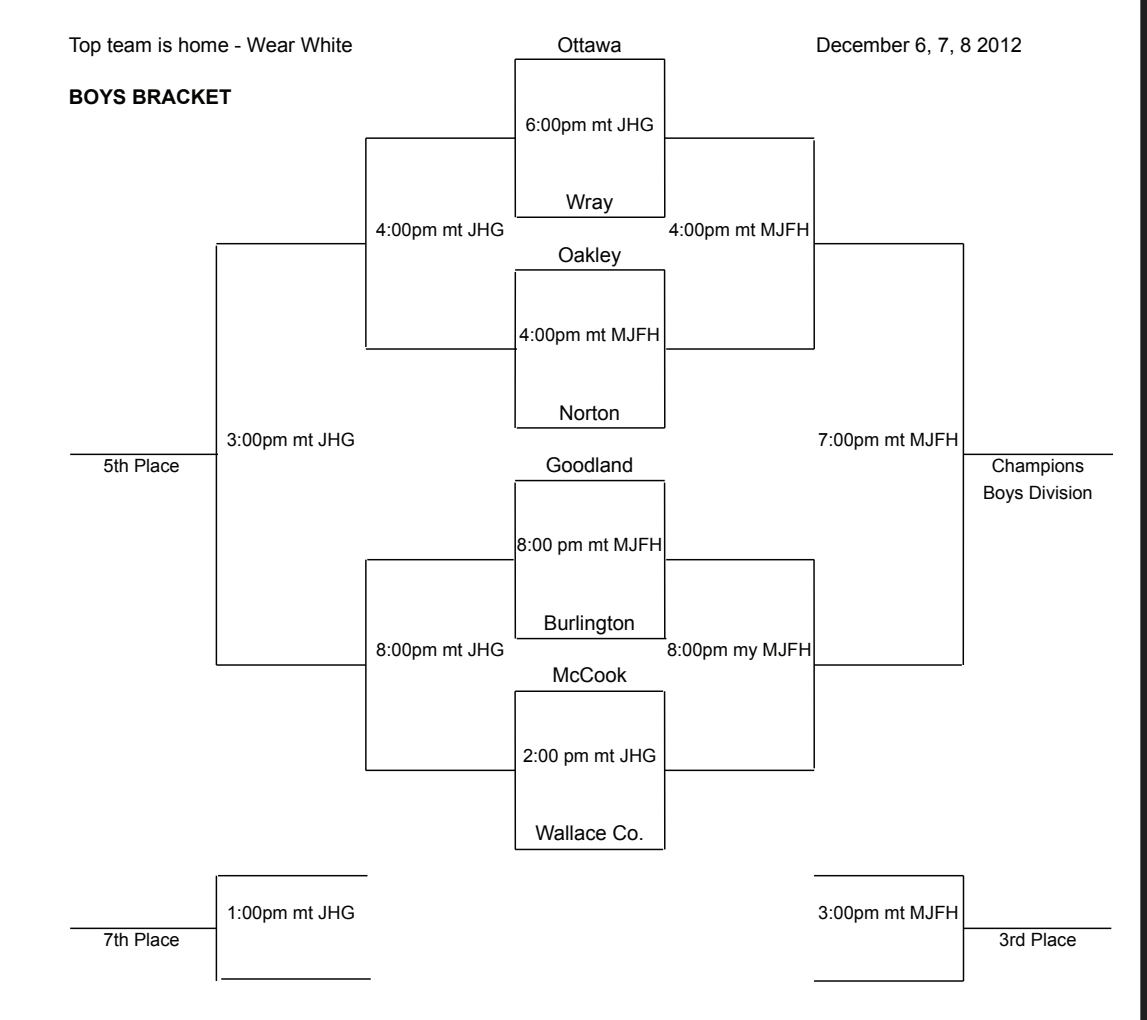 Top team is home - Wear White
Ottawa
December 6, 7, 8 2012
BOYS BRACKET
6:00pm mt JHG
Wray
4:00pm mt JHG
4:00pm mt MJFH
Oakley
4:00pm mt MJFH
Norton
3:00pm mt JHG
7:00pm mt MJFH
5th Place
Goodland
Champions
Boys Division
8:00 pm mt MJFH
Burlington
8:00pm mt JHG
8:00pm my MJFH
McCook
2:00 pm mt JHG
Wallace Co.
1:00pm mt JHG
3:00pm mt MJFH
7th Place
3rd Place